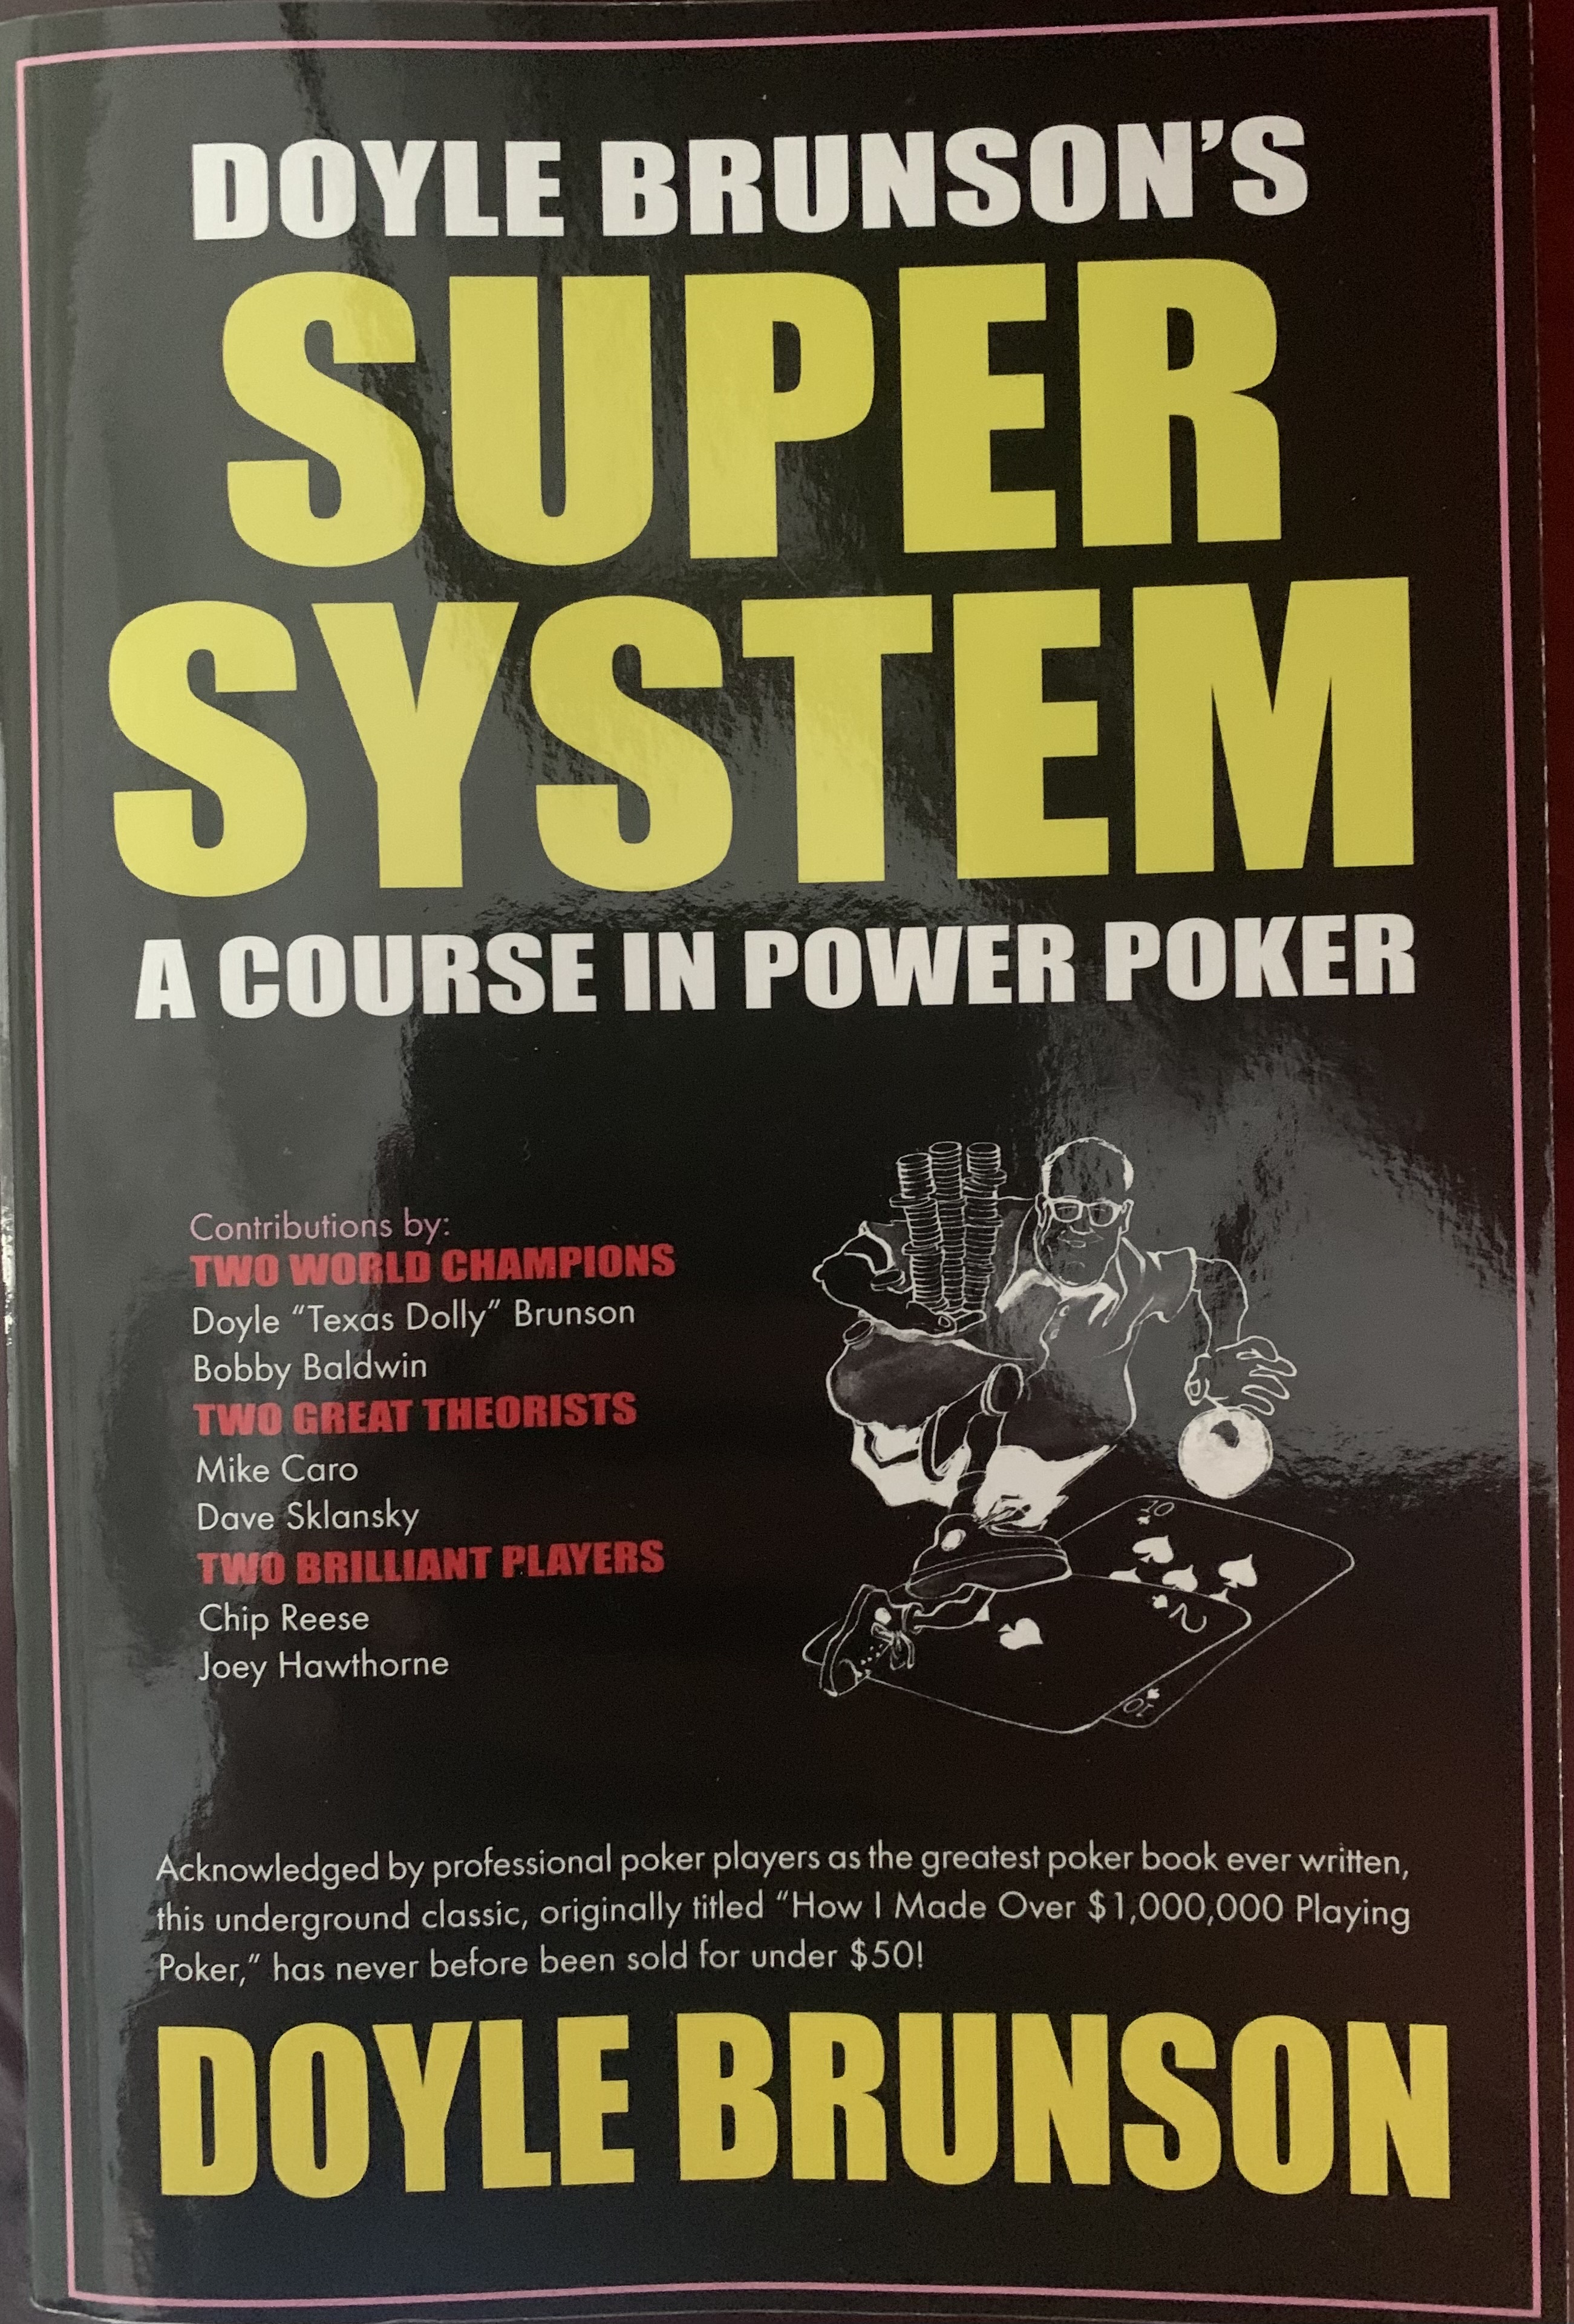 DOYLE BRUNSON’S
SUPER
SYSTEM
A COURSE IN POWER POKER
Contributions by:
TWO WORLD CHAMPIONS
Doyle “Texas Dolly” Brunson
Bobby Baldwin
TWO GREAT THEORISTS
Mike Caro
Dave Sklansky
TWO BRILLIANT PLAYERS
Chip Reese
Joey Hawthorne
10
2
10
Acknowledged by professional poker players as the greatest poker book ever written,
this underground classic, originally titled “How I Made Over $1,000,000 Playing
Poker,” has never before been sold for under $50!
DOYLE BRUNSON